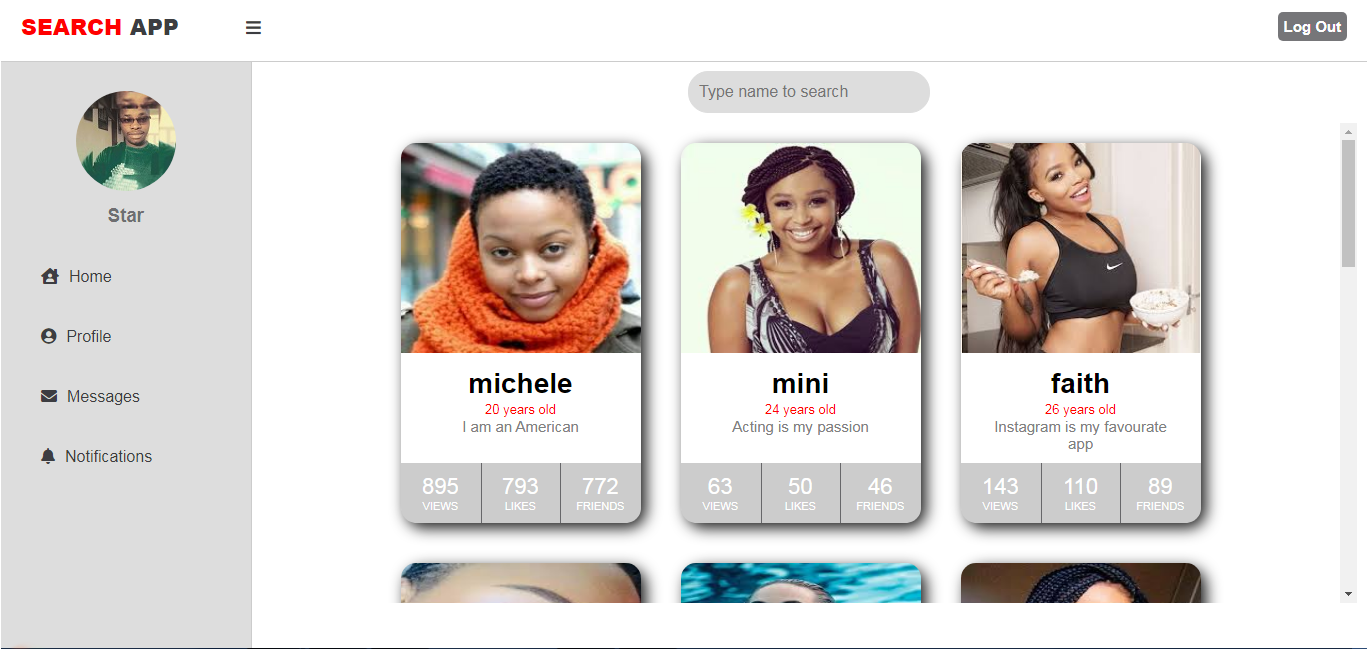 SEARCH APP
Log Out
Type name to search
Star
Home
Profile
Messages
Notifications
michele
20 years old
I am an American
895 793 772
VIEWS LIKES FRIENDS
mini
24 years old
Acting is my passion
63 50 46
VIEWS LIKES FRIENDS
faith
26 years old
Instagram is my favourate
app
143 110 89
VIEWS LIKES FRIENDS